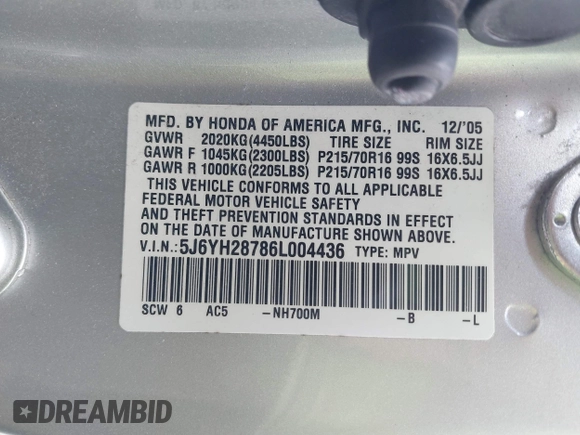 MFD. BY HONDA OF AMERICA MFG., INC. 12/'05
GVWR 2020KG(4450LBS) TIRE SIZE RIM SIZE
GAWR F 1045KG(2300LBS) P215/70R16 99S 16X6.5JJ
GAWR R 1000KG(2205LBS) P215/70R16 99S 16X6.5JJ
THIS VEHICLE CONFORMS TO ALL APPLICABLE
FEDERAL MOTOR VEHICLE SAFETY
AND THEFT PREVENTION STANDARDS IN EFFECT
ON THE DATE OF MANUFACTURE SHOWN ABOVE.
V.I.N.:5J6YH28786L004436 TYPE: MPV
SCW 6 AC5 -NH700M -B -L
DREAMBID